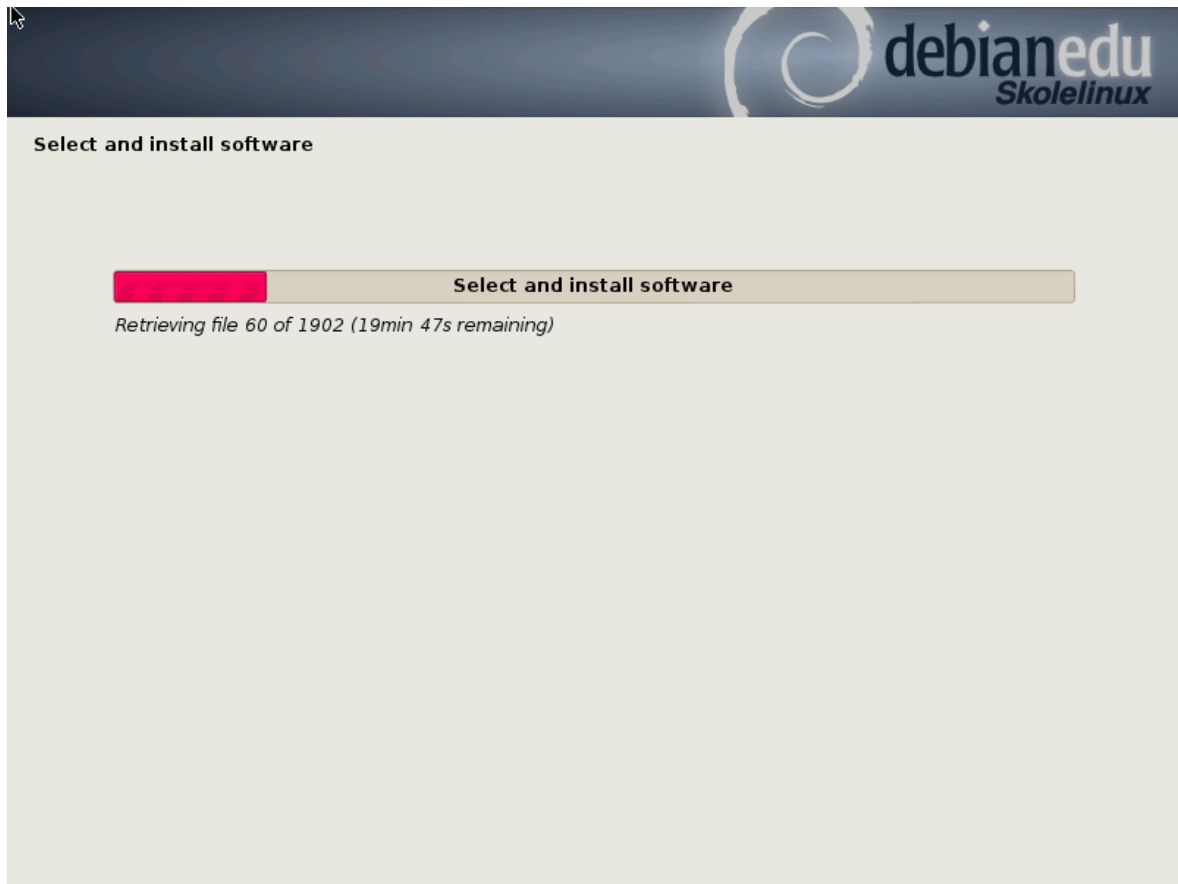 debianedu
Skolelinux
Select and install software
Select and install software
Retrieving file 60 of 1902 (19min 47s remaining)